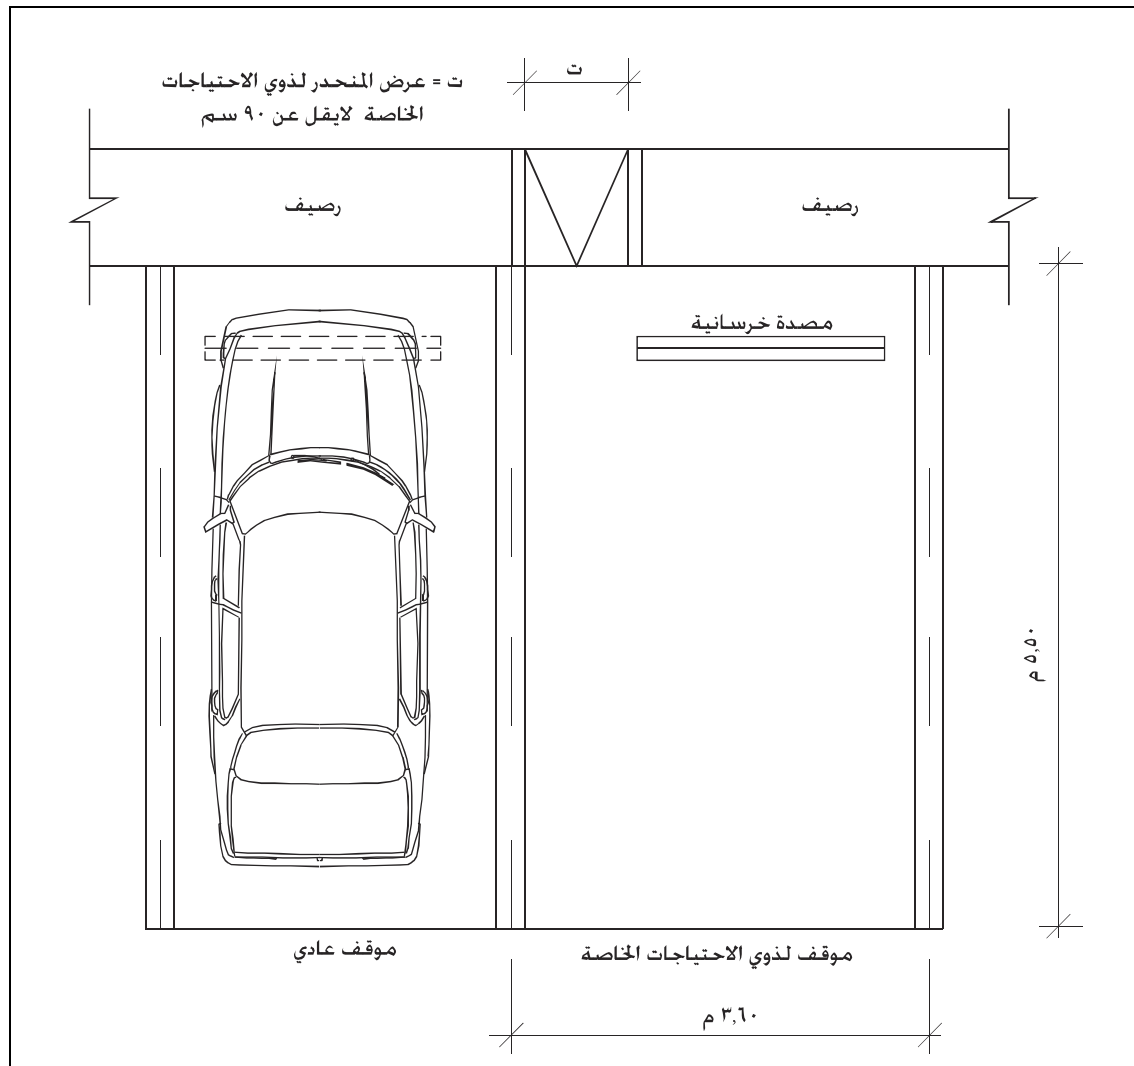 ت
ت = عرض المنحدر لذوي الاحتياجات
الخاصة لايقل عن ٩٠ سم
رصيف
رصيف
مصدة خرسانية
٥,٥٠ م
موقف لذوي الاحتياجات الخاصة
موقف عادي
٣,٦٠ م